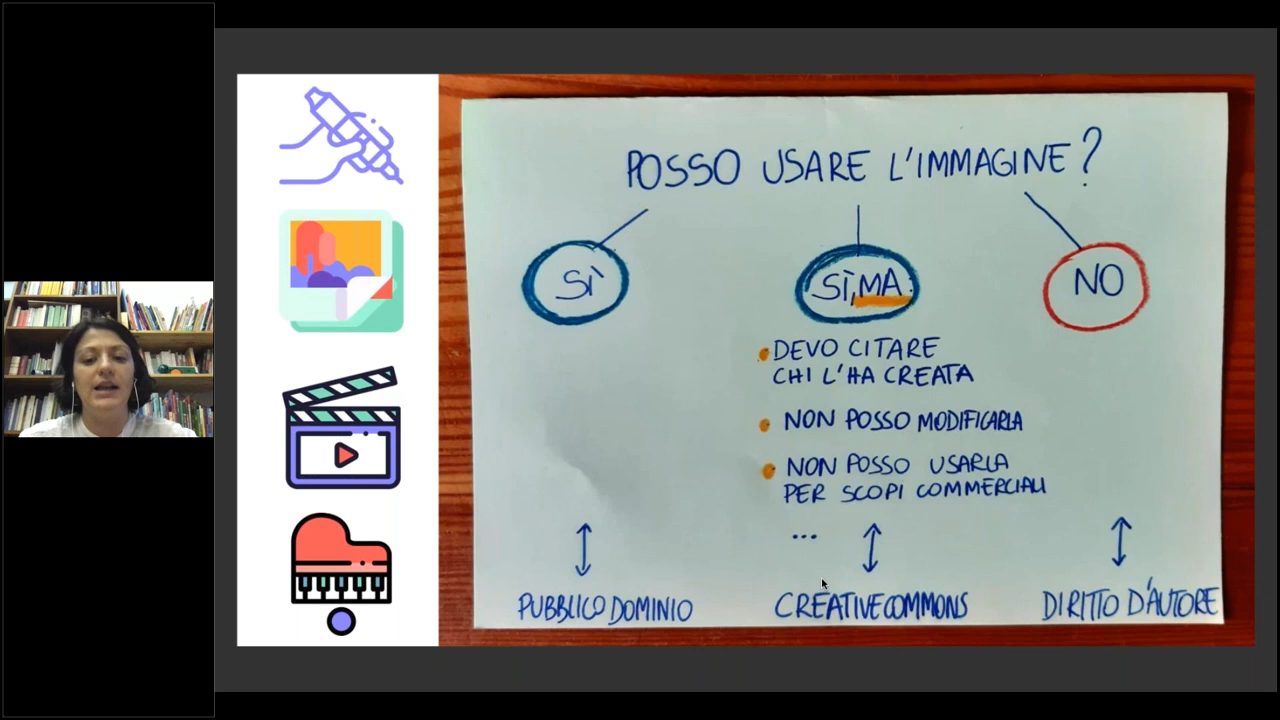 POSSO USARE L'IMMAGINE?
SÌ
SÌ, MA
NO
DEVO CITARE
CHI L'HA CREATA
NON POSSO MODIFICARLA
NON POSSO USARLA
PER SCOPI COMMERCIALI
...
PUBBLICO DOMINIO
CREATIVE COMMONS
DIRITTO D'AUTORE